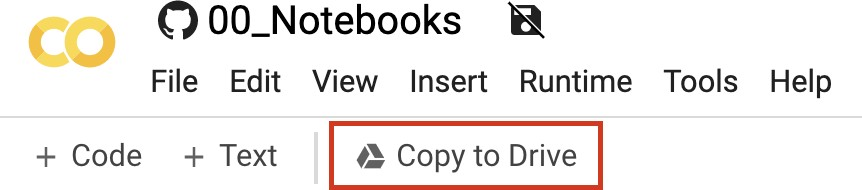 00_Notebooks
File Edit View Insert Runtime Tools Help
+ Code + Text Copy to Drive